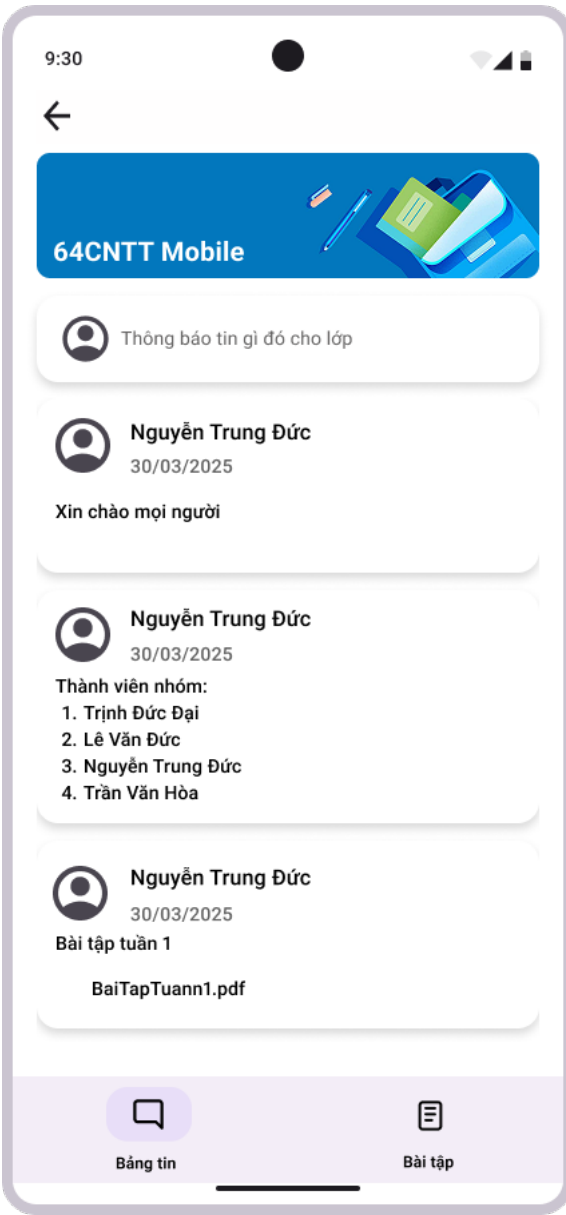 9:30
64CNTT Mobile
Thông báo tin gì đó cho lớp
Nguyễn Trung Đức
30/03/2025
Xin chào mọi người
Nguyễn Trung Đức
30/03/2025
Thành viên nhóm:
1. Trịnh Đức Đại
2. Lê Văn Đức
3. Nguyễn Trung Đức
4. Trần Văn Hòa
Nguyễn Trung Đức
30/03/2025
Bài tập tuần 1
BaiTapTuann1.pdf
Bảng tin
Bài tập